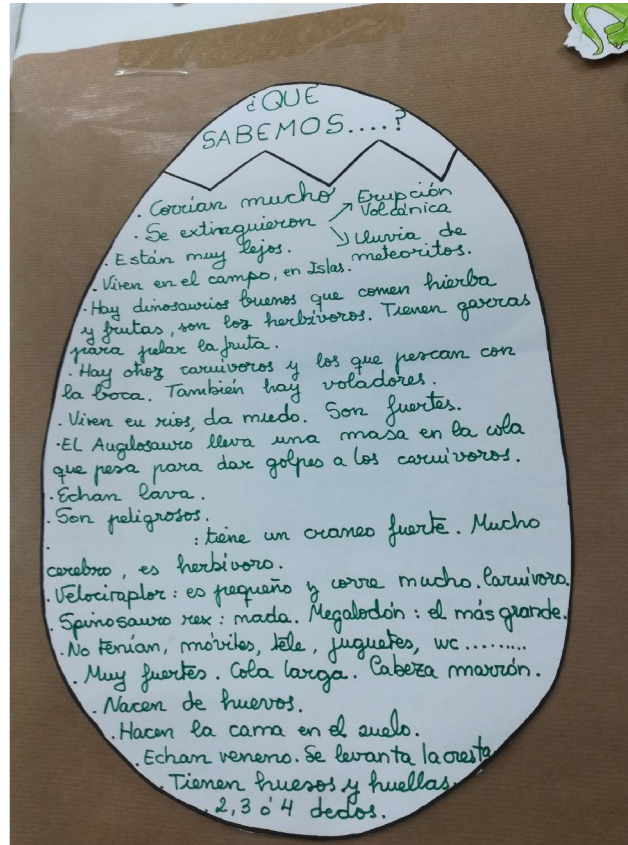 ¿QUÉ
SABEMOS....?
. Corrían mucho
. Se extinguieron ↗ Erupción Volcánica
↘ Lluvia de meteoritos.
. Están muy lejos.
. Viven en el campo, en Islas.
. Hay dinosaurios buenos que comen hierba
y frutas, son los herbívoros. Tienen garras
para pelar la fruta.
. Hay otros carnivoros y los que pescan con
la boca. También hay voladores.
. Viven en rios, da miedo. Son fuertes.
. EL Anquilosauro lleva una masa en la cola
que pesa para dar golpes a los carnívoros.
. Echan lava.
. Son peligrosos.
. : tiene un craneo fuerte. Mucho
cerebro, es herbívoro.
. Velociraptor: es pequeño y corre mucho. Carnívoro.
. Spinosauro rex: nada. Megalodón: el más grande.
. No tenían, móviles, tele, juguetes, wc.........
. Muy fuertes. Cola larga. Cabeza marrón.
. Nacen de huevos.
. Hacen la cama en el suelo.
. Echan veneno. Se levanta la cresta
. Tienen huesos y huellas.
. 2, 3 ó 4 dedos.